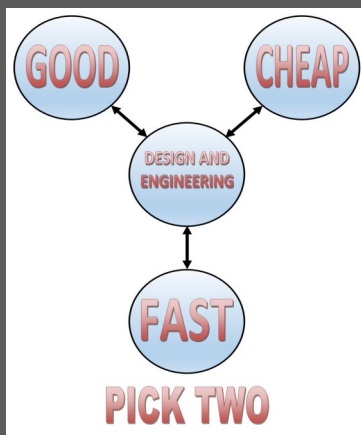 GOOD
CHEAP
DESIGN AND
ENGINEERING
FAST
PICK TWO